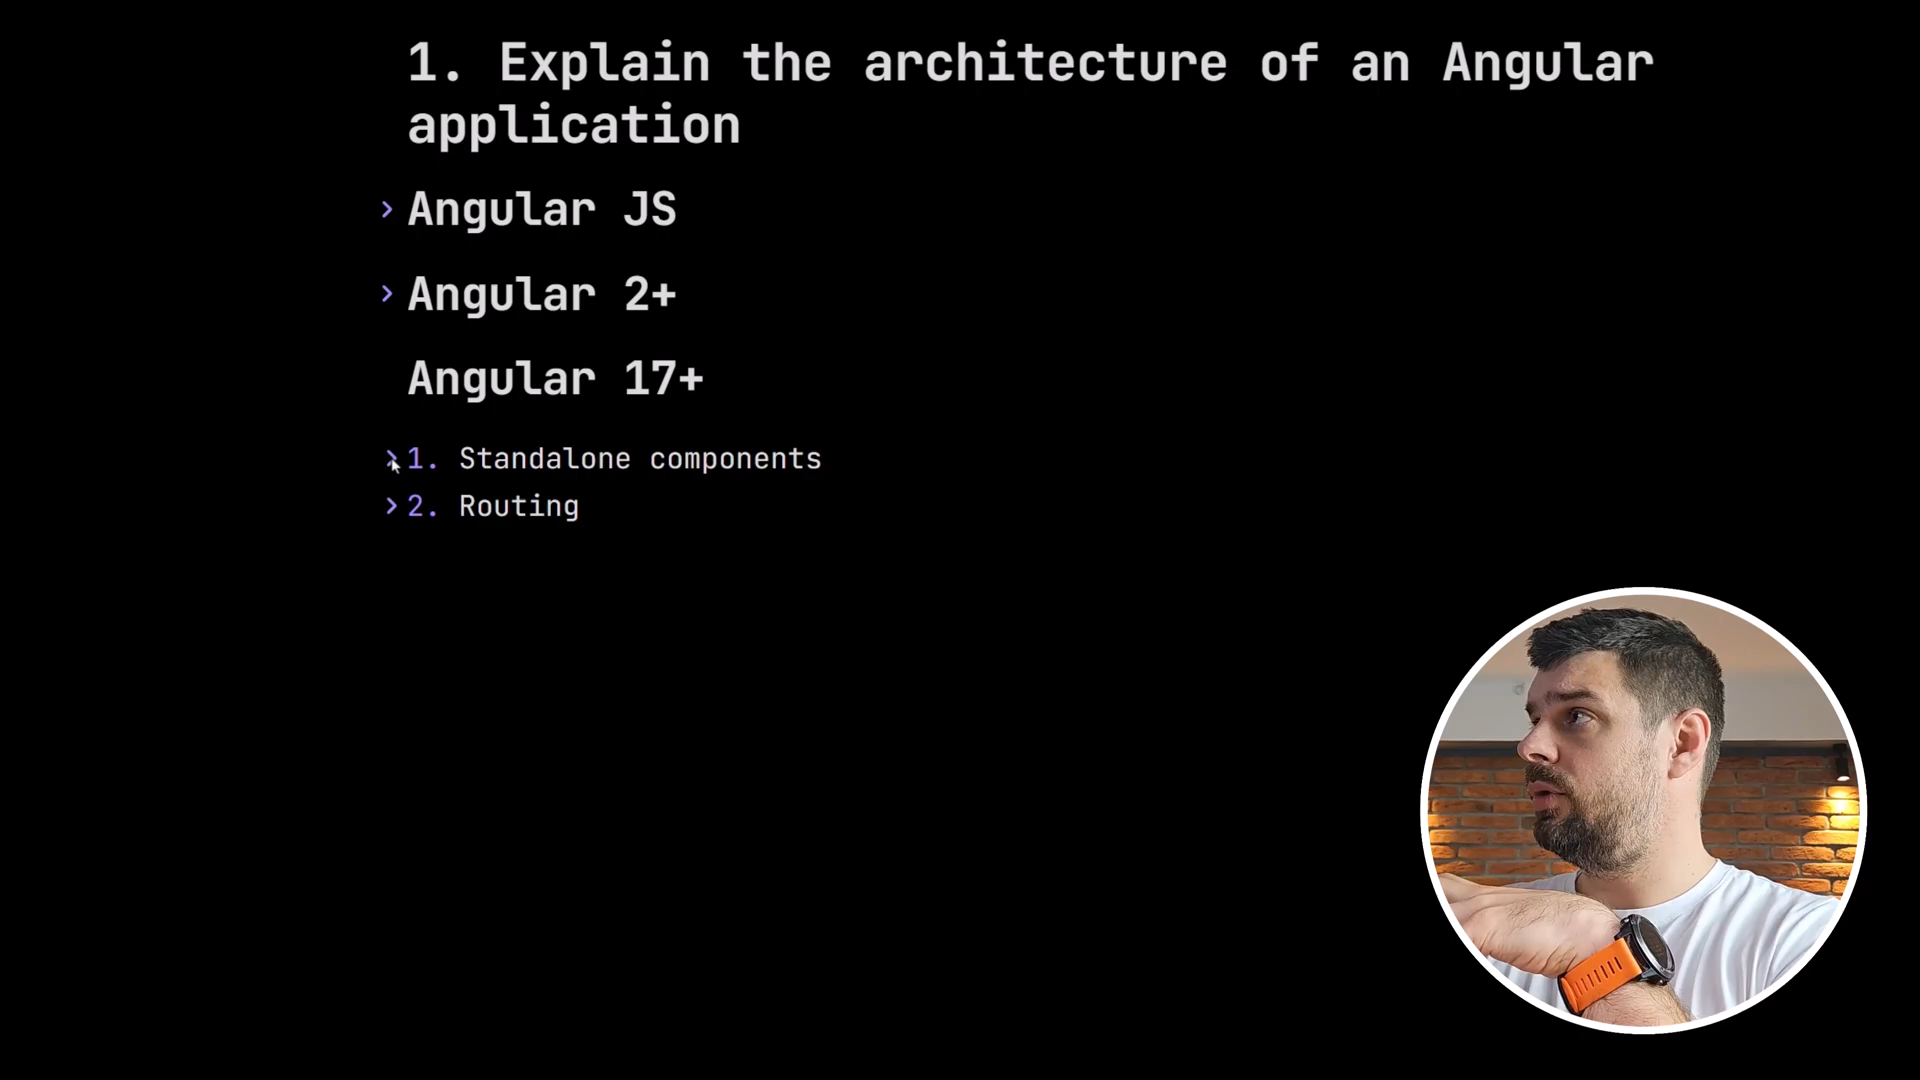 1. Explain the architecture of an Angular
application
Angular JS
Angular 2+
Angular 17+
1. Standalone components
2. Routing